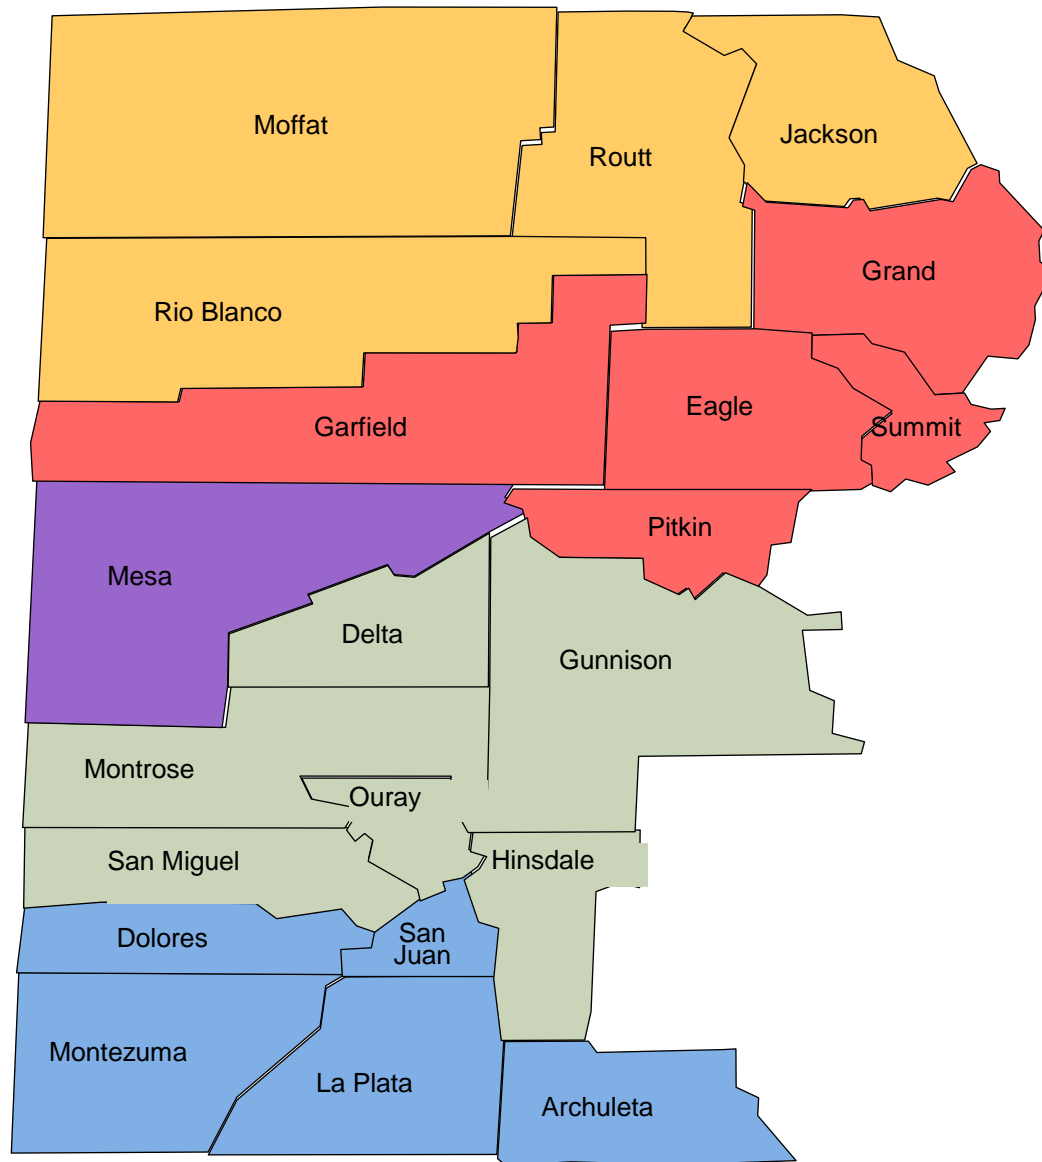 Moffat
Jackson
Routt
Grand
Rio Blanco
Eagle
Garfield
Summit
Pitkin
Mesa
Delta
Gunnison
Montrose
Ouray
San Miguel
Hinsdale
Dolores
San
Juan
Montezuma
La Plata
Archuleta